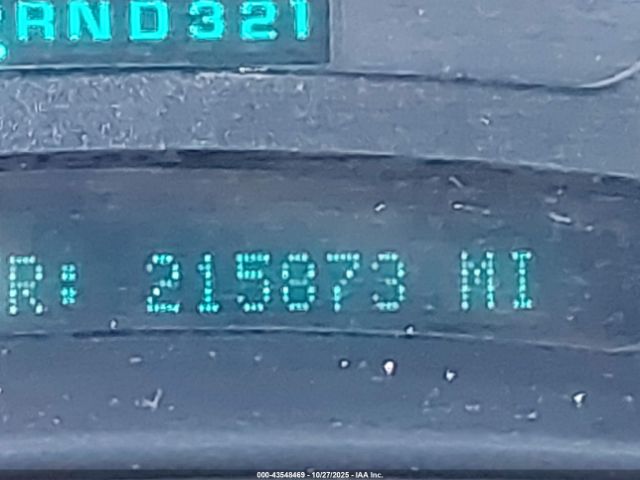 RND321
R: 215873 MI
000-43548469 - 10/27/2025 - IAA Inc.